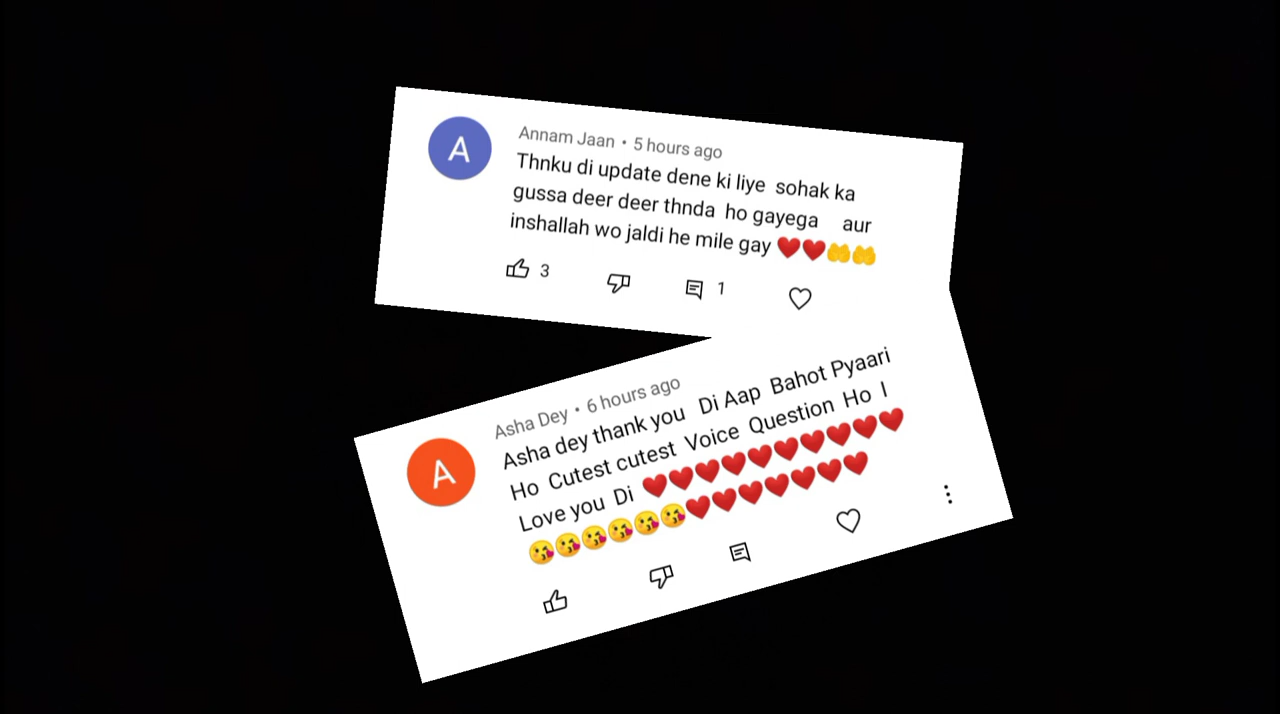 A
Annam Jaan • 5 hours ago
Thnku di update dene ki liye sohak ka
gussa deer deer thnda ho gayega aur
inshallah wo jaldi he mile gay ❤️❤️🤲🤲
3
1
A
Asha Dey • 6 hours ago
Asha dey thank you Di Aap Bahot Pyaari
Ho Cutest cutest Voice Question Ho I
Love you Di ❤️❤️❤️❤️❤️❤️❤️❤️❤️❤️
😘😘😘😘😘😘❤️❤️❤️❤️❤️❤️❤️